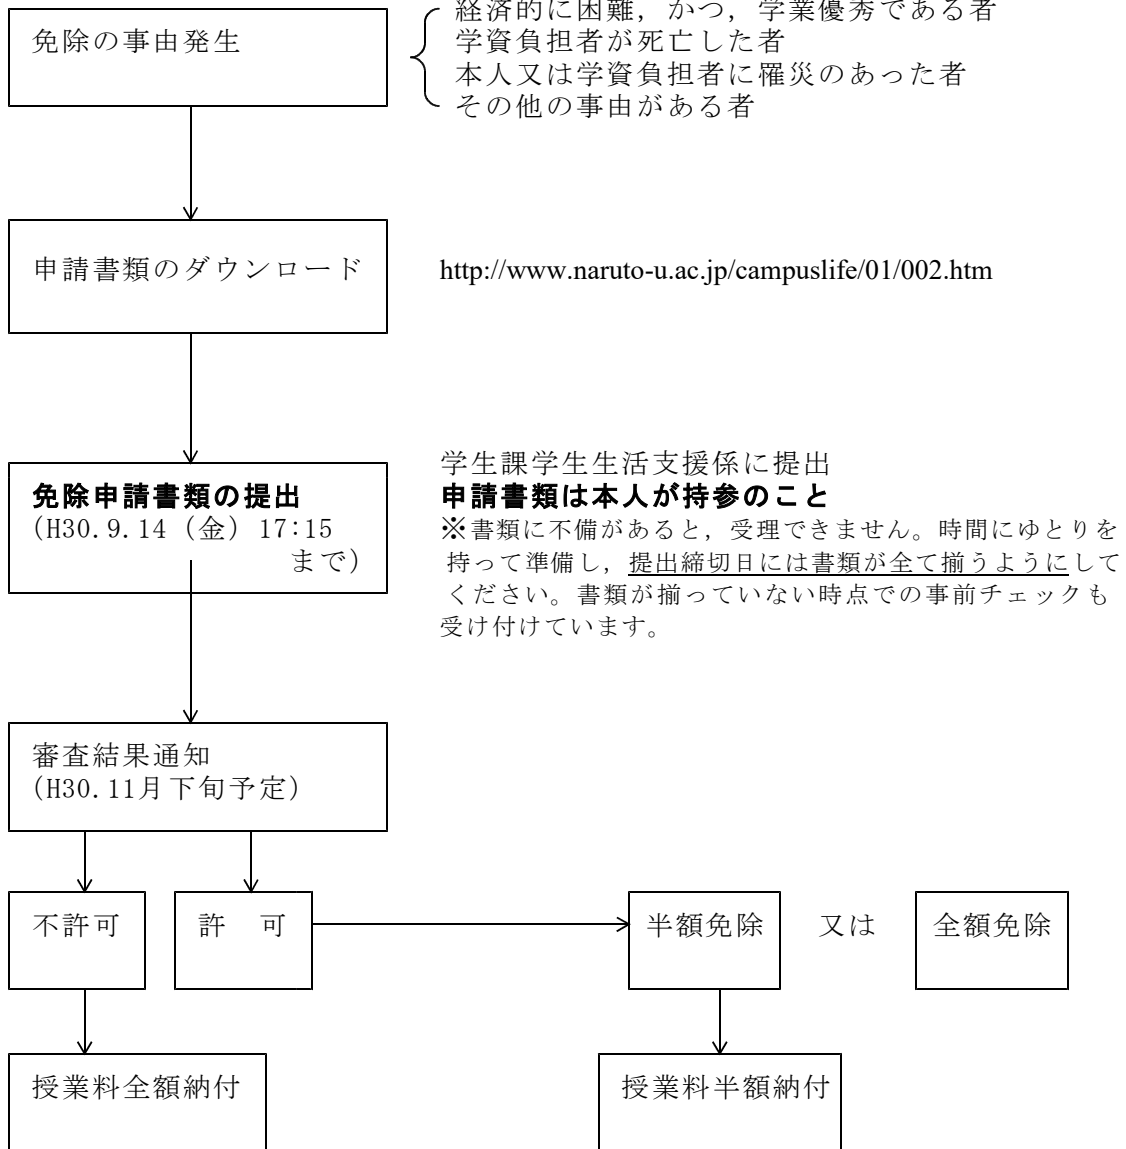 経済的に困難，かつ，学業優秀である者
免除の事由発生
学資負担者が死亡した者
本人又は学資負担者に罹災のあった者
その他の事由がある者
申請書類のダウンロード
http://www.naruto-u.ac.jp/campuslife/01/002.htm
免除申請書類の提出
(H30.9.14（金）17:15
まで)
学生課学生生活支援係に提出
申請書類は本人が持参のこと
※書類に不備があると，受理できません。時間にゆとりを
持って準備し，提出締切日には書類が全て揃うようにして
ください。書類が揃っていない時点での事前チェックも
受け付けています。
審査結果通知
(H30.11月下旬予定)
不許可
許　可
半額免除
又は
全額免除
授業料全額納付
授業料半額納付